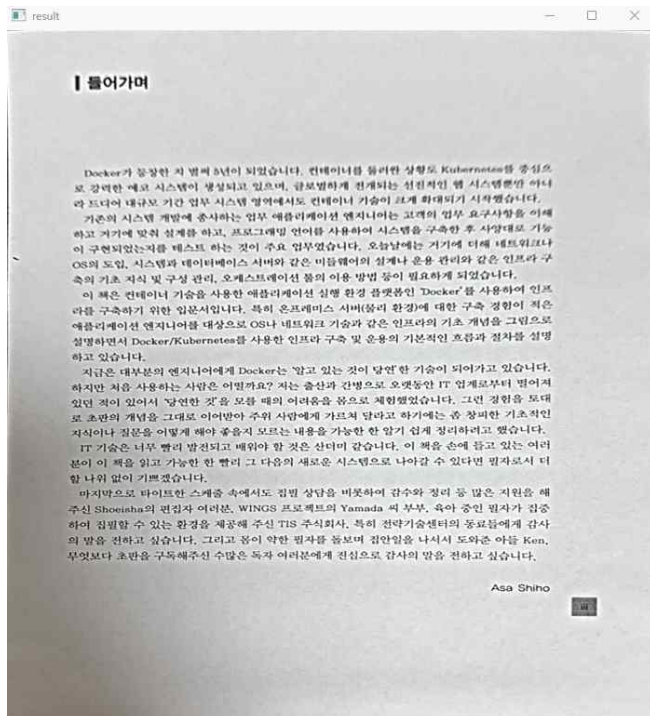 result
들어가며
Docker가 등장한 지 벌써 5년이 되었습니다. 컨테이너를 둘러싼 상황도 Kubernetes를 중심으
로 강력한 에코 시스템이 생성되고 있으며, 글로벌하게 전개되는 선진적인 웹 시스템뿐만 아니
라 드디어 대규모 기간 업무 시스템 영역에서도 컨테이너 기술이 크게 확대되기 시작했습니다.
기존의 시스템 개발에 종사하는 업무 애플리케이션 엔지니어는 고객의 업무 요구사항을 이해
하고 거기에 맞춰 설계를 하고, 프로그래밍 언어를 사용하여 시스템을 구축한 후 사양대로 기능
이 구현되었는지를 테스트 하는 것이 주요 업무였습니다. 오늘날에는 거기에 더해 네트워크나
OS의 도입, 시스템과 데이터베이스 서버와 같은 미들웨어의 설계나 운용 관리와 같은 인프라 구
축의 기초 지식 및 구성 관리, 오케스트레이션 툴의 이용 방법 등이 필요하게 되었습니다.
이 책은 컨테이너 기술을 사용한 애플리케이션 실행 환경 플랫폼인 'Docker'를 사용하여 인프
라를 구축하기 위한 입문서입니다. 특히 온프레미스 서버(물리 환경)에 대한 구축 경험이 적은
애플리케이션 엔지니어를 대상으로 OS나 네트워크 기술과 같은 인프라의 기초 개념을 그림으로
설명하면서 Docker/Kubernetes를 사용한 인프라 구축 및 운용의 기본적인 흐름과 절차를 설명
하고 있습니다.
지금은 대부분의 엔지니어에게 Docker는 '알고 있는 것이 당연'한 기술이 되어가고 있습니다.
하지만 처음 사용하는 사람은 어떨까요? 저는 출산과 간병으로 오랫동안 IT 업계로부터 떨어져
있던 적이 있어서 '당연한 것'을 모를 때의 어려움을 몸으로 체험했었습니다. 그런 경험을 토대
로 초판의 개념을 그대로 이어받아 주위 사람에게 가르쳐 달라고 하기에는 좀 창피한 기초적인
지식이나 질문을 어떻게 해야 좋을지 모르는 내용을 가능한 한 알기 쉽게 정리하려고 했습니다.
IT 기술은 너무 빨리 발전되고 배워야 할 것은 산더미 같습니다. 이 책을 손에 들고 있는 여러
분이 이 책을 읽고 가능한 한 빨리 그 다음의 새로운 시스템으로 나아갈 수 있다면 필자로서 더
할 나위 없이 기쁘겠습니다.
마지막으로 타이트한 스케줄 속에서도 집필 상담을 비롯하여 감수와 정리 등 많은 지원을 해
주신 Shoeisha의 편집자 여러분, WINGS 프로젝트의 Yamada 씨 부부, 육아 중인 필자가 집중
하여 집필할 수 있는 환경을 제공해 주신 TIS 주식회사, 특히 전략기술센터의 동료들에게 감사
의 말을 전하고 싶습니다. 그리고 몸이 약한 필자를 돌보며 집안일을 나서서 도와준 아들 Ken,
무엇보다 초판을 구독해주신 수많은 독자 여러분에게 진심으로 감사의 말을 전하고 싶습니다.
Asa Shiho